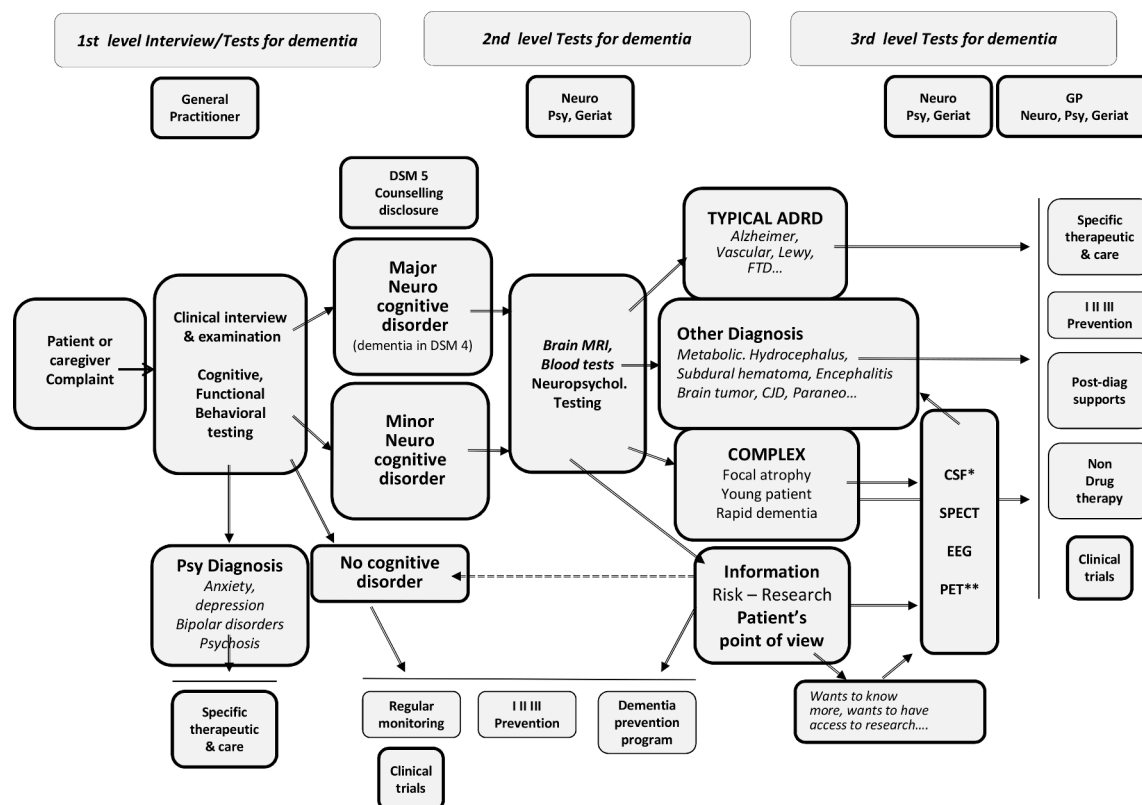 1st level Interview/Tests for dementia
2nd level Tests for dementia
3rd level Tests for dementia
General
Practitioner
Neuro
Psy, Geriat
Neuro
Psy, Geriat
GP
Neuro, Psy, Geriat
DSM 5
Counselling
disclosure
Patient or
caregiver
Complaint
Clinical interview
& examination
Cognitive,
Functional
Behavioral
testing
Major
Neuro
cognitive
disorder
(dementia in DSM 4)
Minor
Neuro
cognitive
disorder
Brain MRI,
Blood tests
Neuropsychol.
Testing
TYPICAL ADRD
Alzheimer,
Vascular, Lewy,
FTD...
Other Diagnosis
Metabolic. Hydrocephalus,
Subdural hematoma, Encephalitis
Brain tumor, CJD, Paraneo...
COMPLEX
Focal atrophy
Young patient
Rapid dementia
CSF*
SPECT
EEG
PET**
Specific
therapeutic
& care
I II III
Prevention
Post-diag
supports
Non
Drug
therapy
Clinical
trials
Psy Diagnosis
Anxiety,
depression
Bipolar disorders
Psychosis
No cognitive
disorder
Information
Risk – Research
Patient's
point of view
Specific
therapeutic
& care
Regular
monitoring
I II III
Prevention
Dementia
prevention
program
Wants to know
more, wants to have
access to research....
Clinical
trials